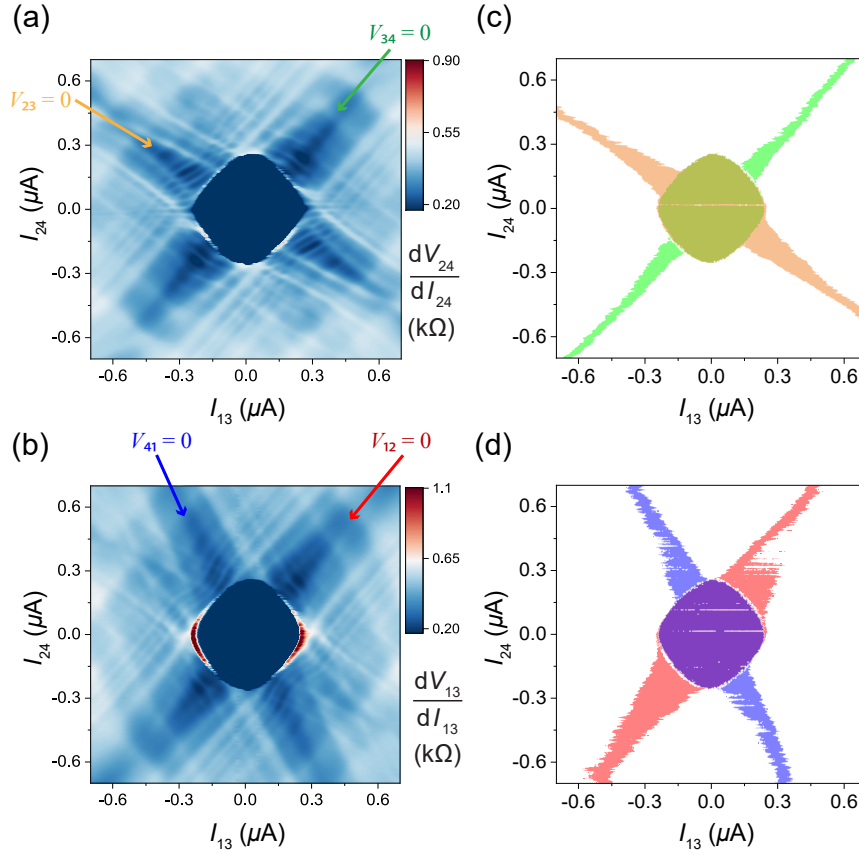 (a)
V₃₄ = 0
V₂₃ = 0
0.6
0.3
0.0
-0.3
-0.6
I₂₄ (µA)
-0.6 -0.3 0.0 0.3 0.6
I₁₃ (µA)
0.90
0.55
0.20
dV₂₄
dI₂₄
(kΩ)
(c)
0.6
0.3
0.0
-0.3
-0.6
I₂₄ (µA)
-0.6 -0.3 0.0 0.3 0.6
I₁₃ (µA)
(b)
V₄₁ = 0
V₁₂ = 0
0.6
0.3
0.0
-0.3
-0.6
I₂₄ (µA)
-0.6 -0.3 0.0 0.3 0.6
I₁₃ (µA)
1.1
0.65
0.20
dV₁₃
dI₁₃
(kΩ)
(d)
0.6
0.3
0.0
-0.3
-0.6
I₂₄ (µA)
-0.6 -0.3 0.0 0.3 0.6
I₁₃ (µA)